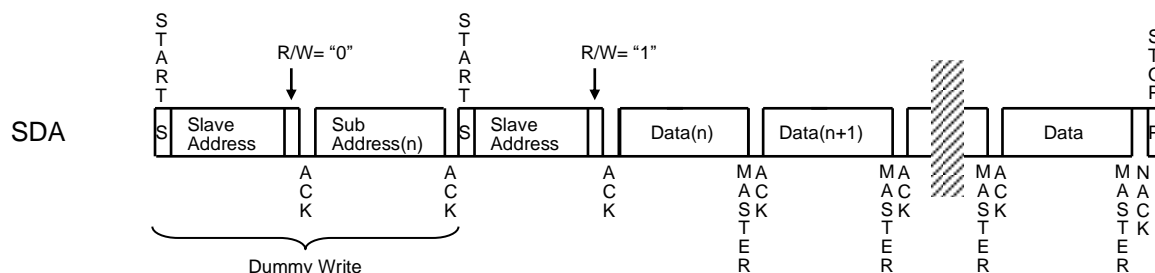 START
START
STOP
R/W= “0”
R/W= “1”
SDA
S
Slave
Address
Sub
Address(n)
S
Slave
Address
Data(n)
Data(n+1)
Data
P
ACK
ACK
ACK
MASTER
ACK
MASTER
ACK
MASTER
ACK
MASTER
NACK
Dummy Write